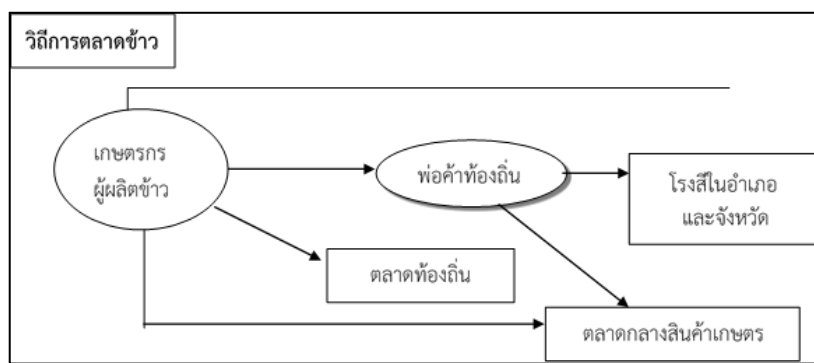 วิถีการตลาดข้าว
เกษตรกร
ผู้ผลิตข้าว
พ่อค้าท้องถิ่น
โรงสีในอำเภอ
และจังหวัด
ตลาดท้องถิ่น
ตลาดกลางสินค้าเกษตร